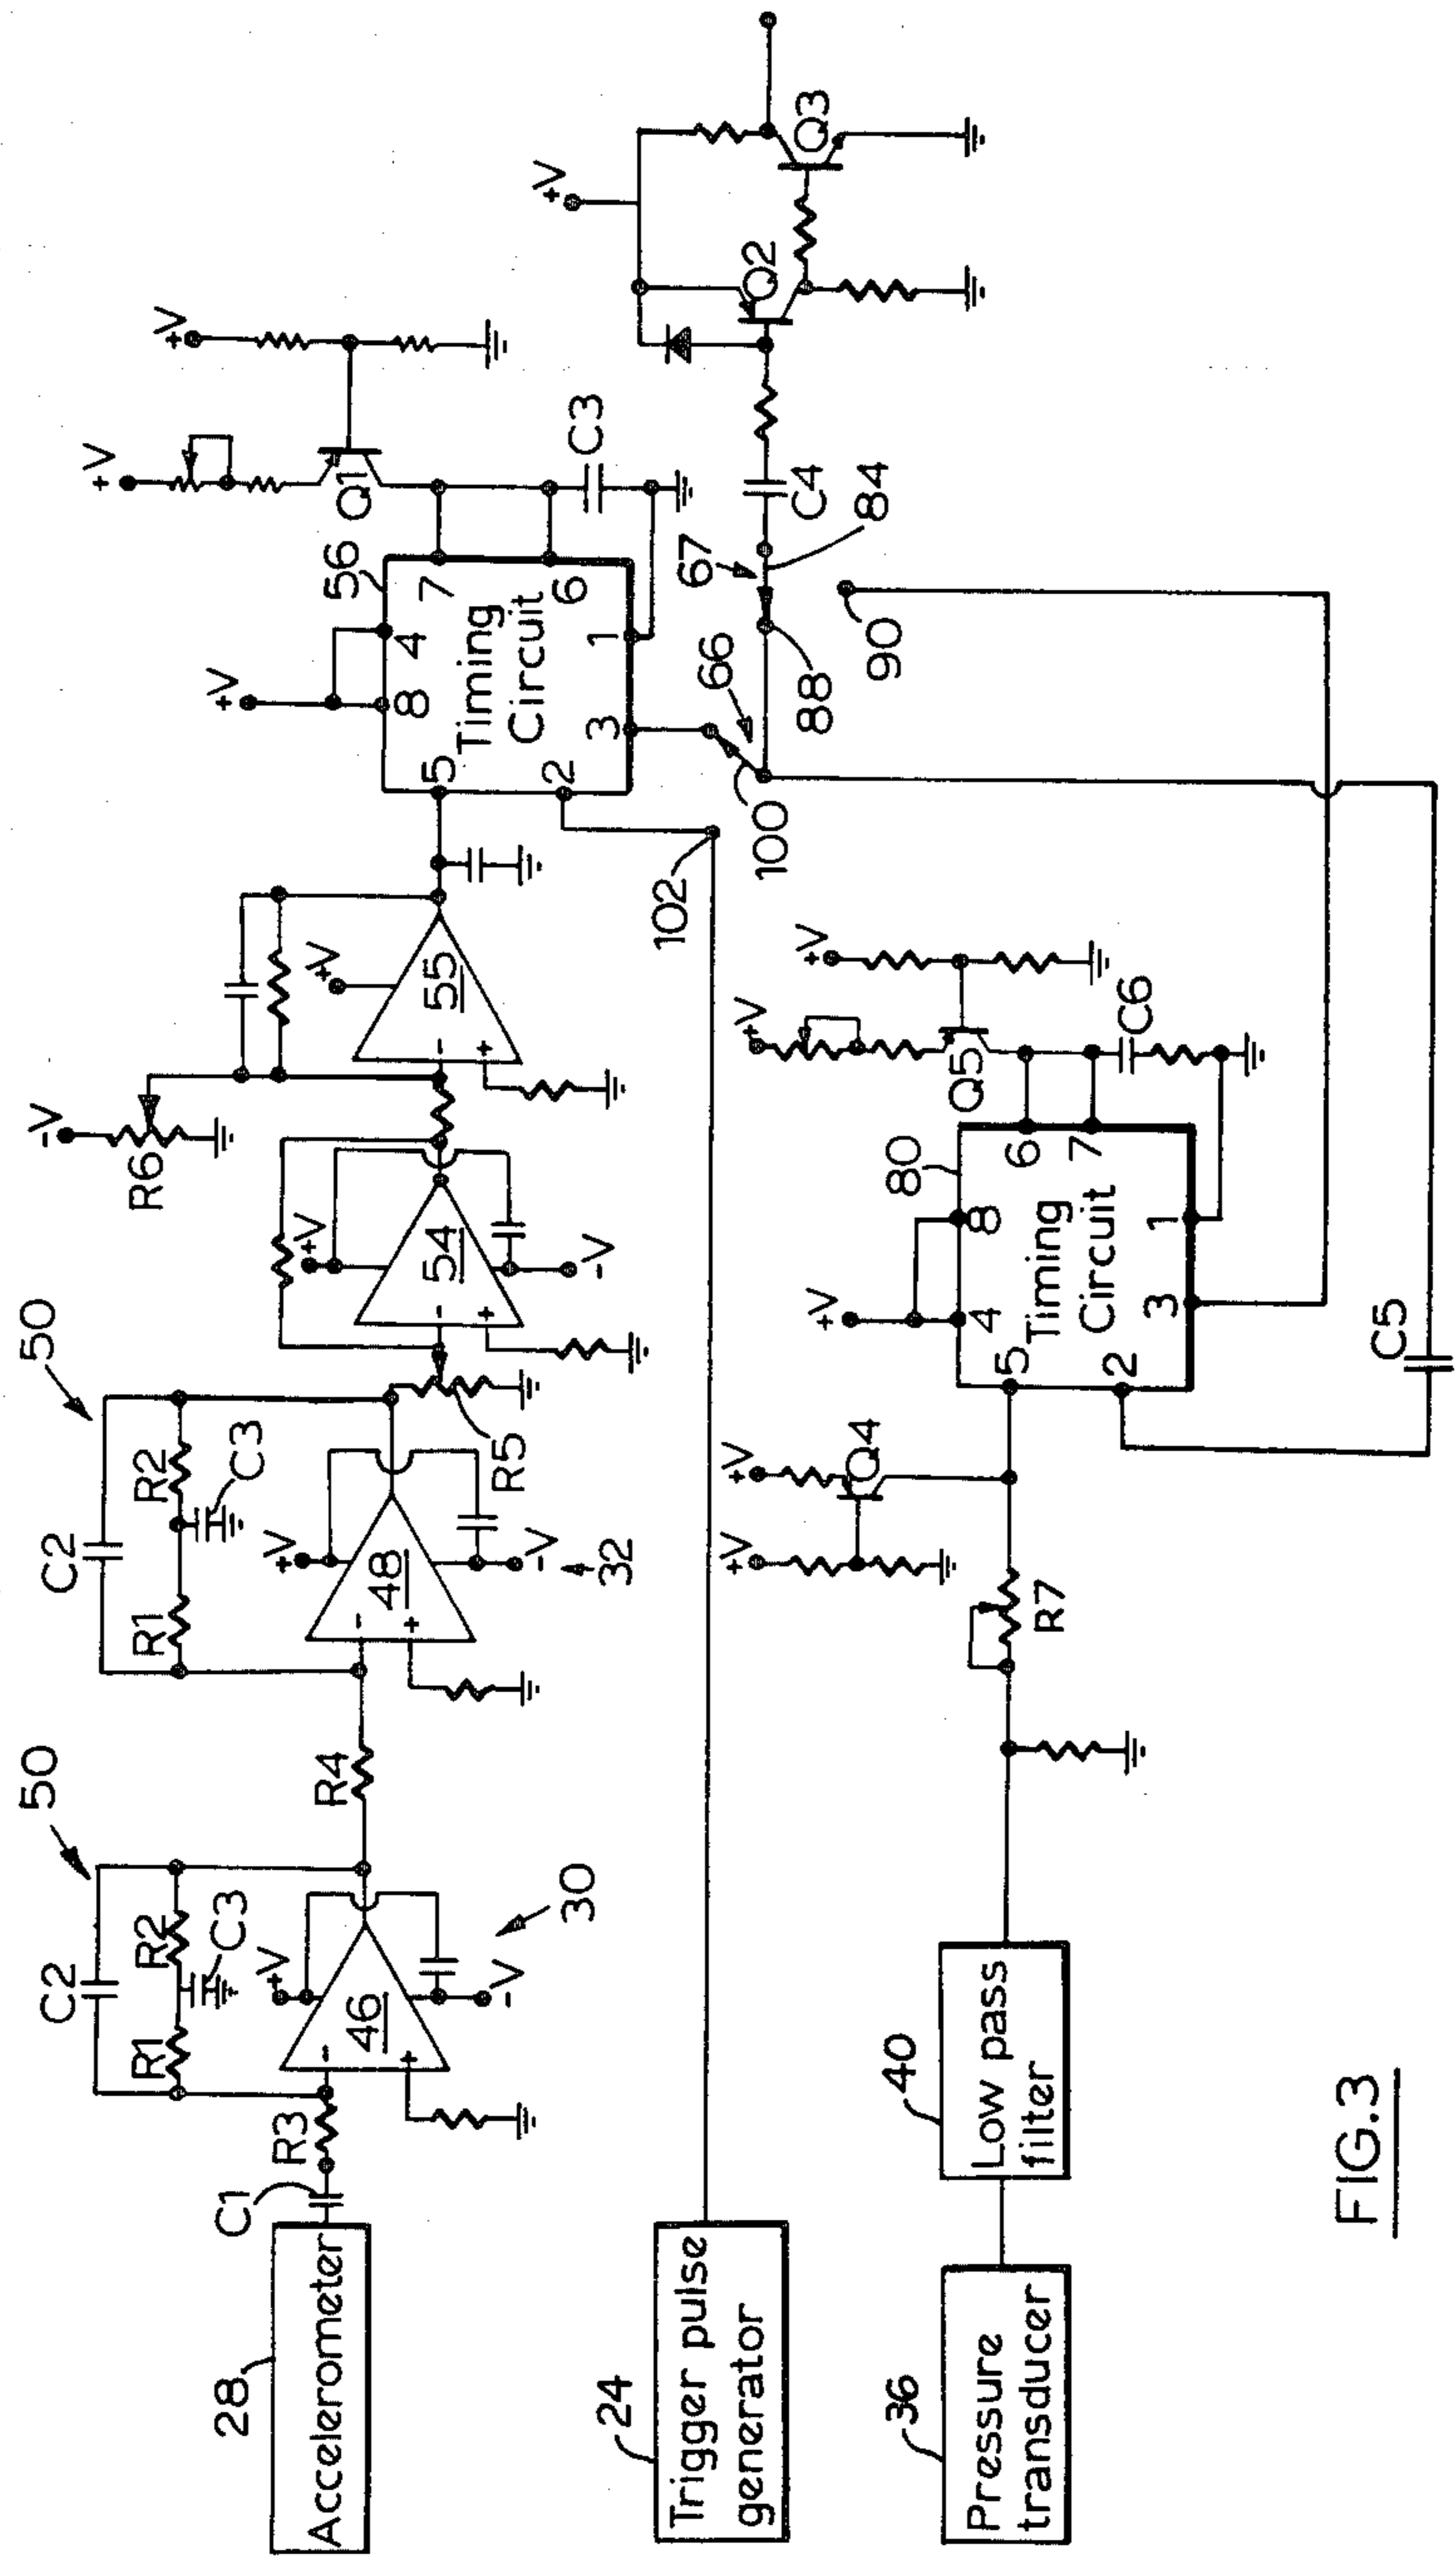 28
Accelerometer
C1
R3
50
C2
R1
R2
C3
+V
46
-
+
-V
30
R4
50
C2
R1
R2
C3
+V
48
-
+
-V
32
R5
+V
54
-
+
-V
-V
R6
+V
55
-
+
+V
56
5
8
4
7
2
3
1
6
Timing
Circuit
+V
Q1
+V
C3
24
Trigger pulse
generator
102
100
66
67
88
84
90
C4
+V
Q2
Q3
36
Pressure
transducer
40
Low pass
filter
R7
+V
+V
Q4
+V
80
5
4
8
6
2
3
1
7
Timing
Circuit
+V
Q5
+V
C6
C5
FIG.3